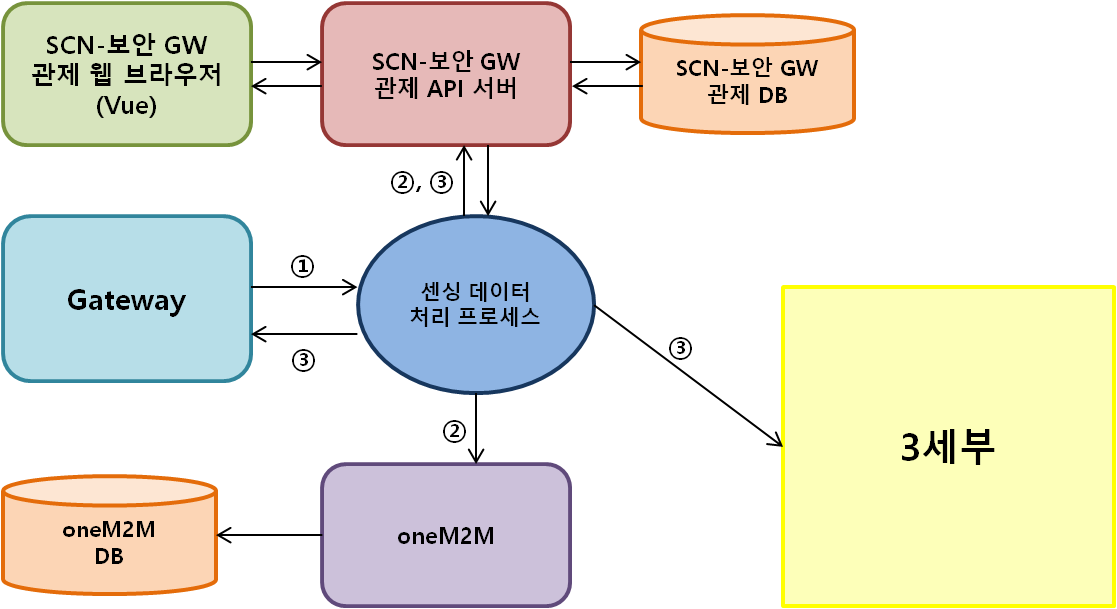 SCN-보안 GW
관제 웹 브라우저
(Vue)
SCN-보안 GW
관제 API 서버
SCN-보안 GW
관제 DB
②, ③
Gateway
①
③
센싱 데이터
처리 프로세스
③
②
3세부
oneM2M
DB
oneM2M